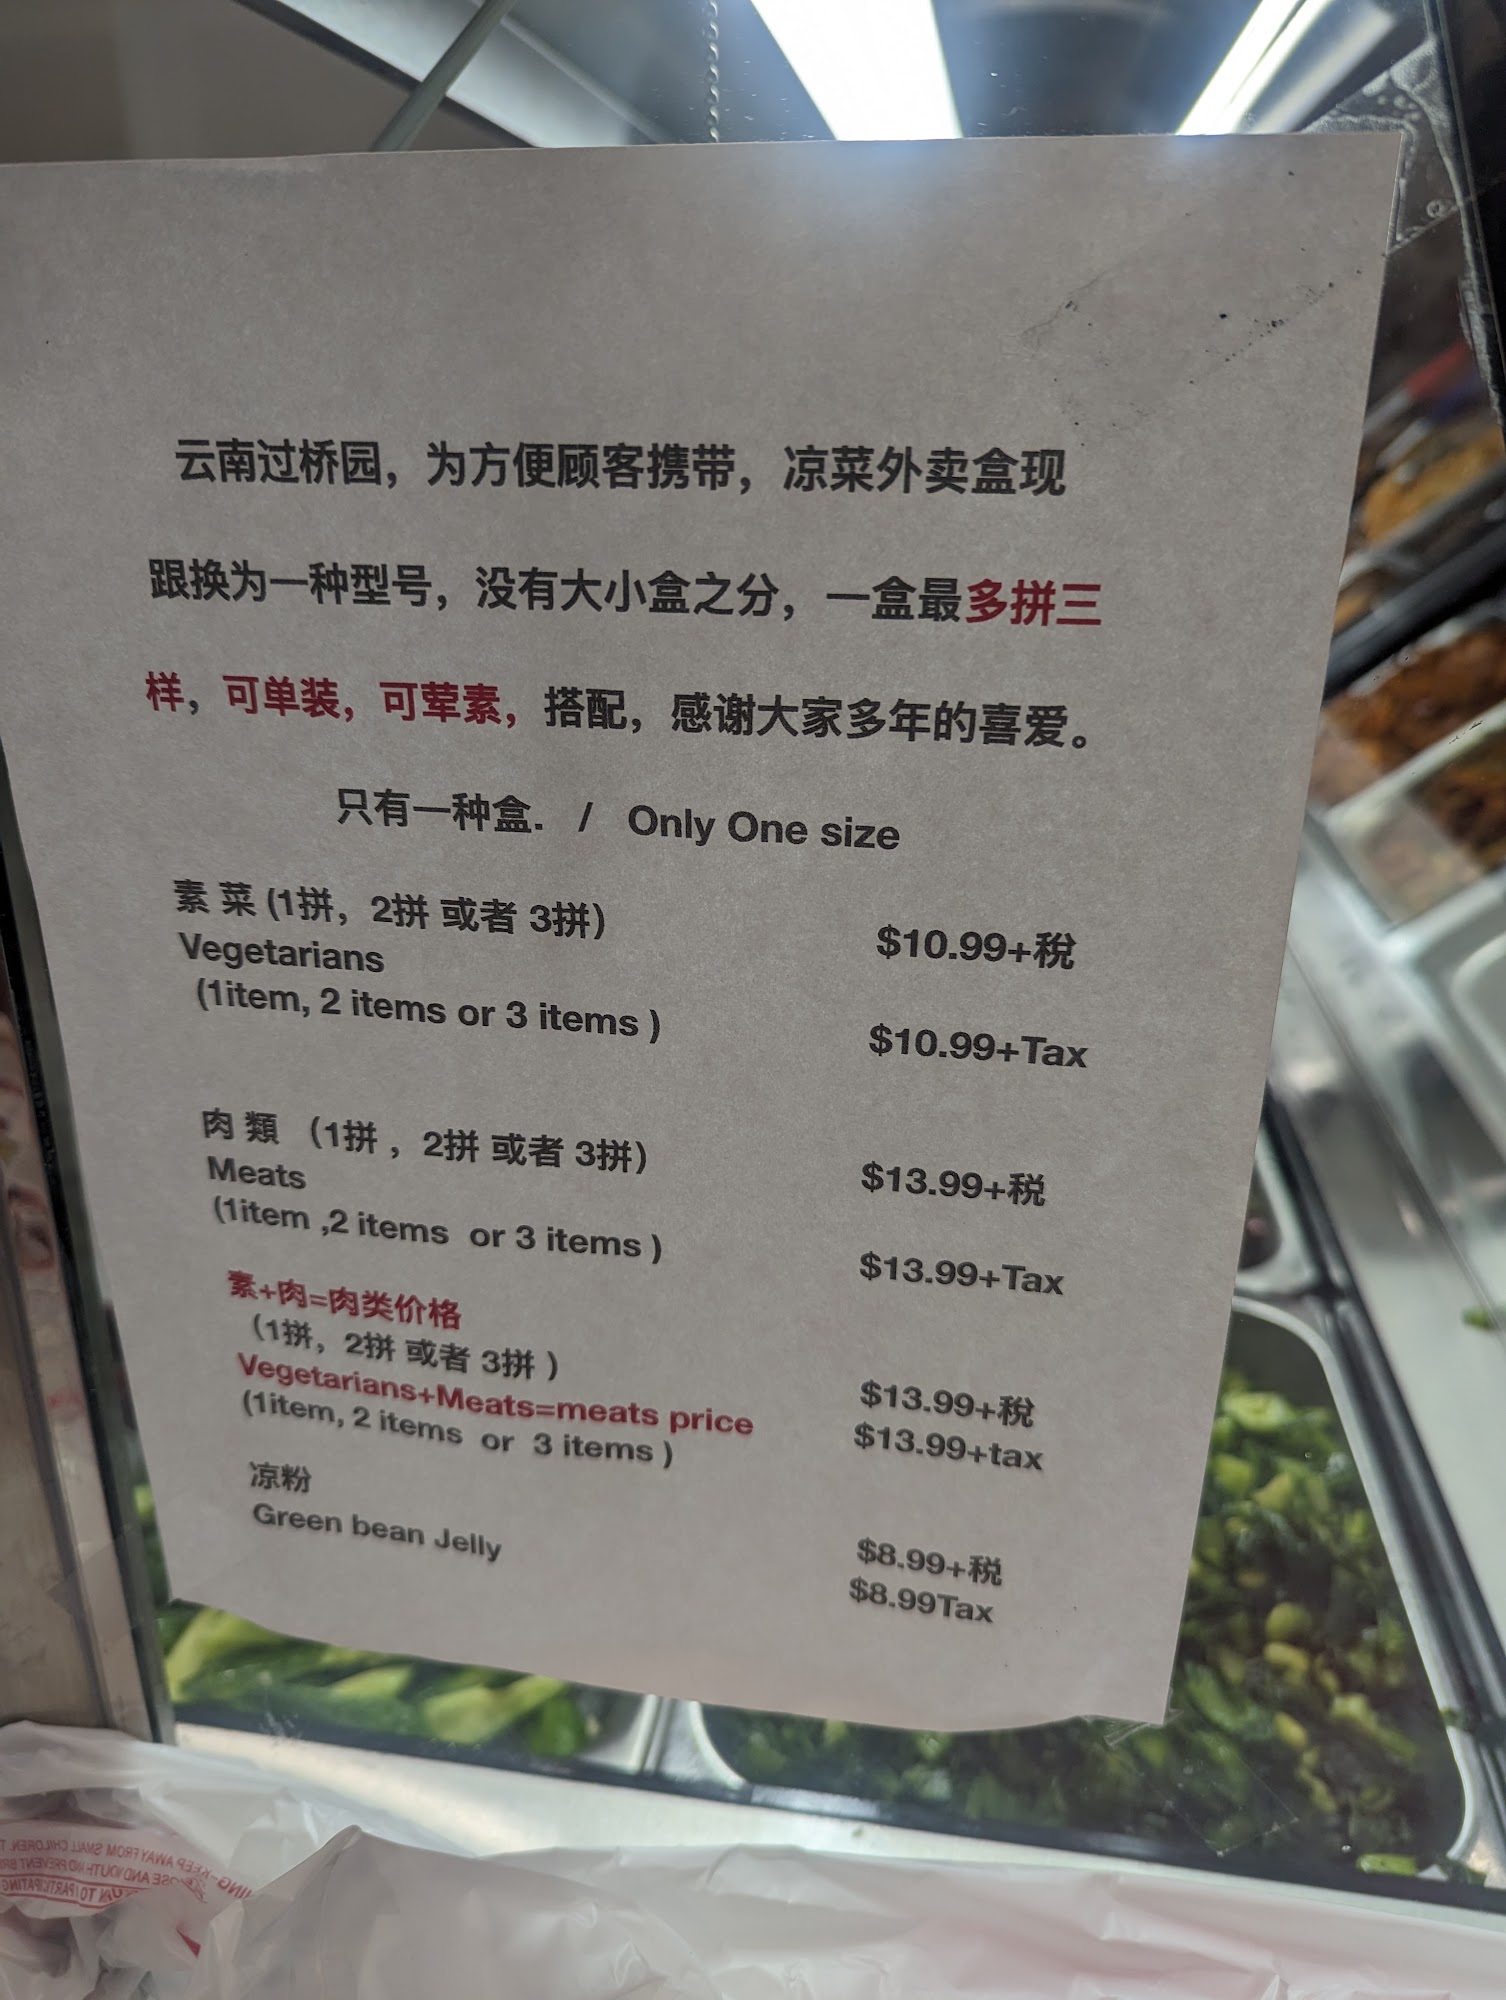 云南过桥园，为方便顾客携带，凉菜外卖盒现
跟换为一种型号，没有大小盒之分，一盒最多拼三
样，可单装，可荤素，搭配，感谢大家多年的喜爱。
只有一种盒. / Only One size
素 菜 (1拼，2拼 或者 3拼)
$10.99+稅
Vegetarians
(1item, 2 items or 3 items )
$10.99+Tax
肉 類 （1拼 ，2拼 或者 3拼）
$13.99+税
Meats
(1item ,2 items or 3 items )
$13.99+Tax
素+肉=肉类价格
（1拼，2拼 或者 3拼 ）
$13.99+稅
Vegetarians+Meats=meats price
$13.99+tax
(1item, 2 items or 3 items )
凉粉
$8.99+税
Green bean Jelly
$8.99Tax
KEEP AWAY FROM SMALL CHILDREN. T